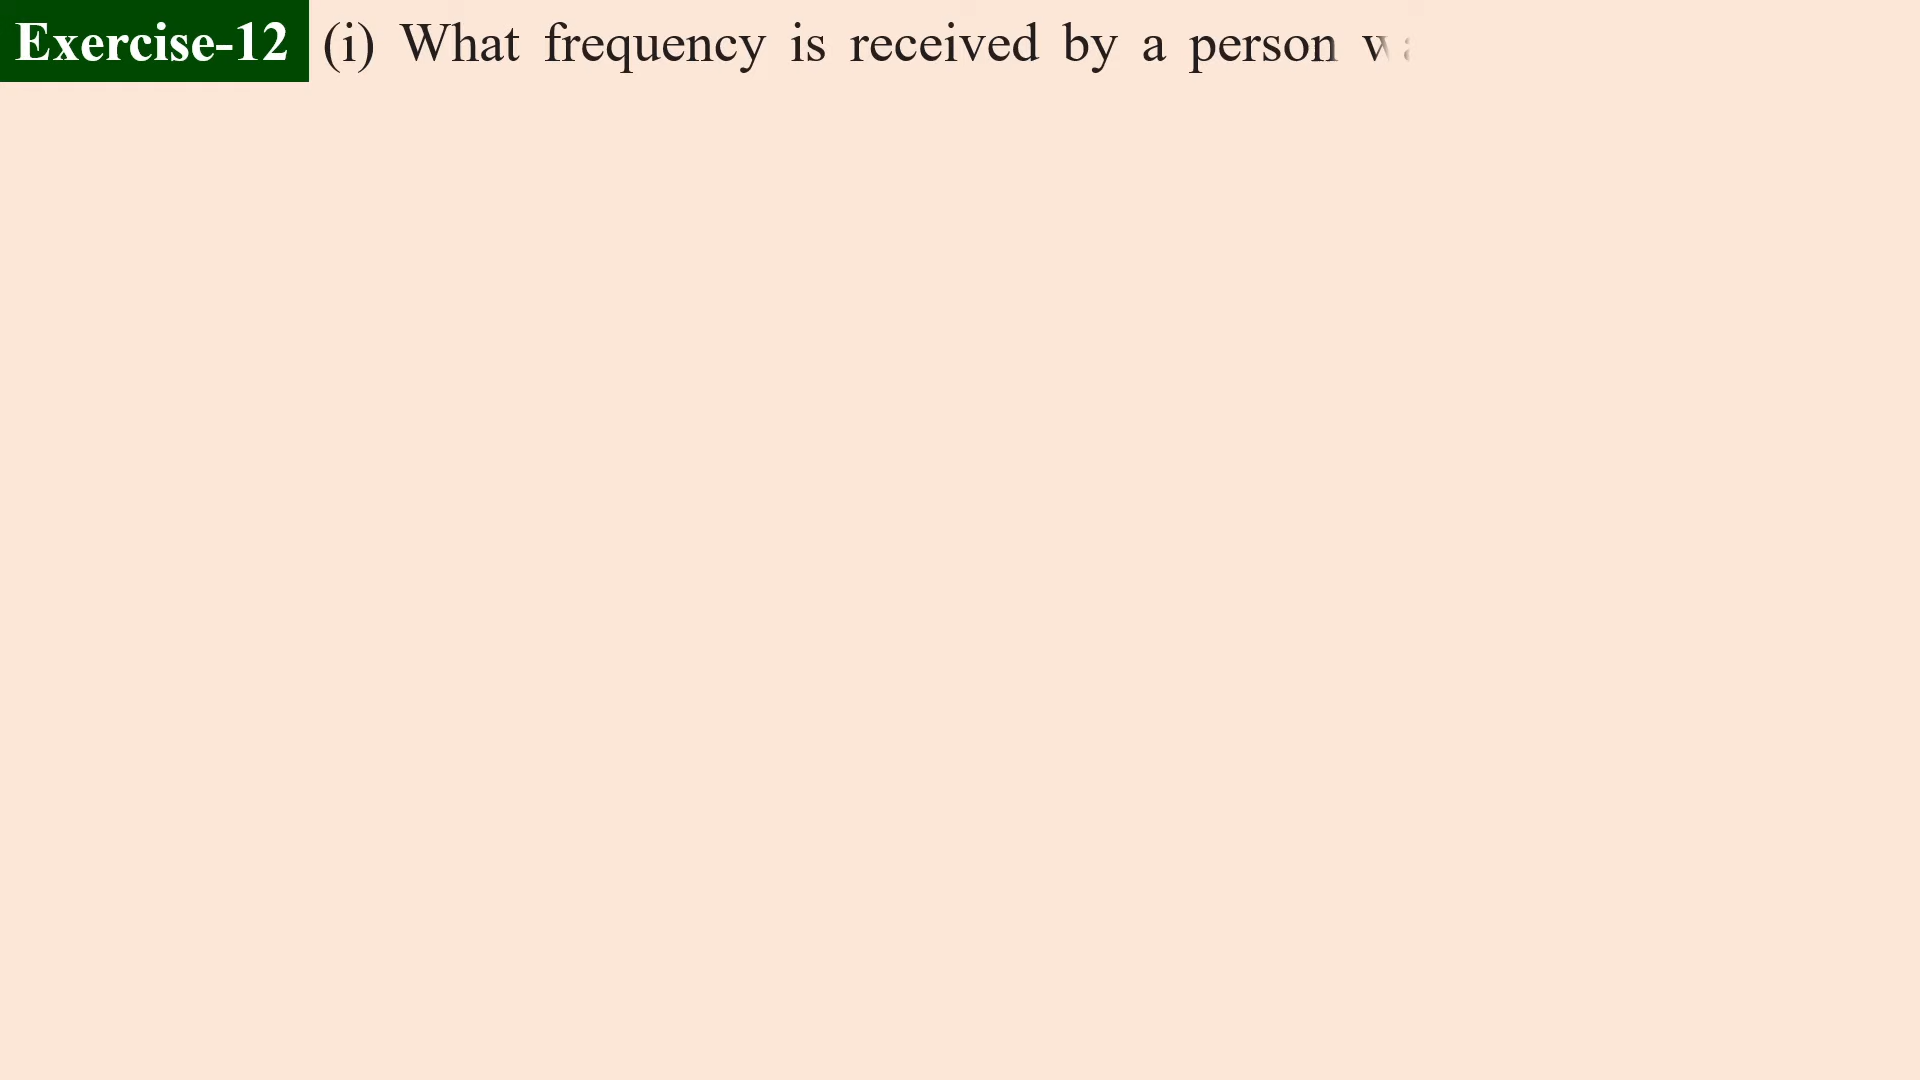 Exercise-12 (i) What frequency is received by a person